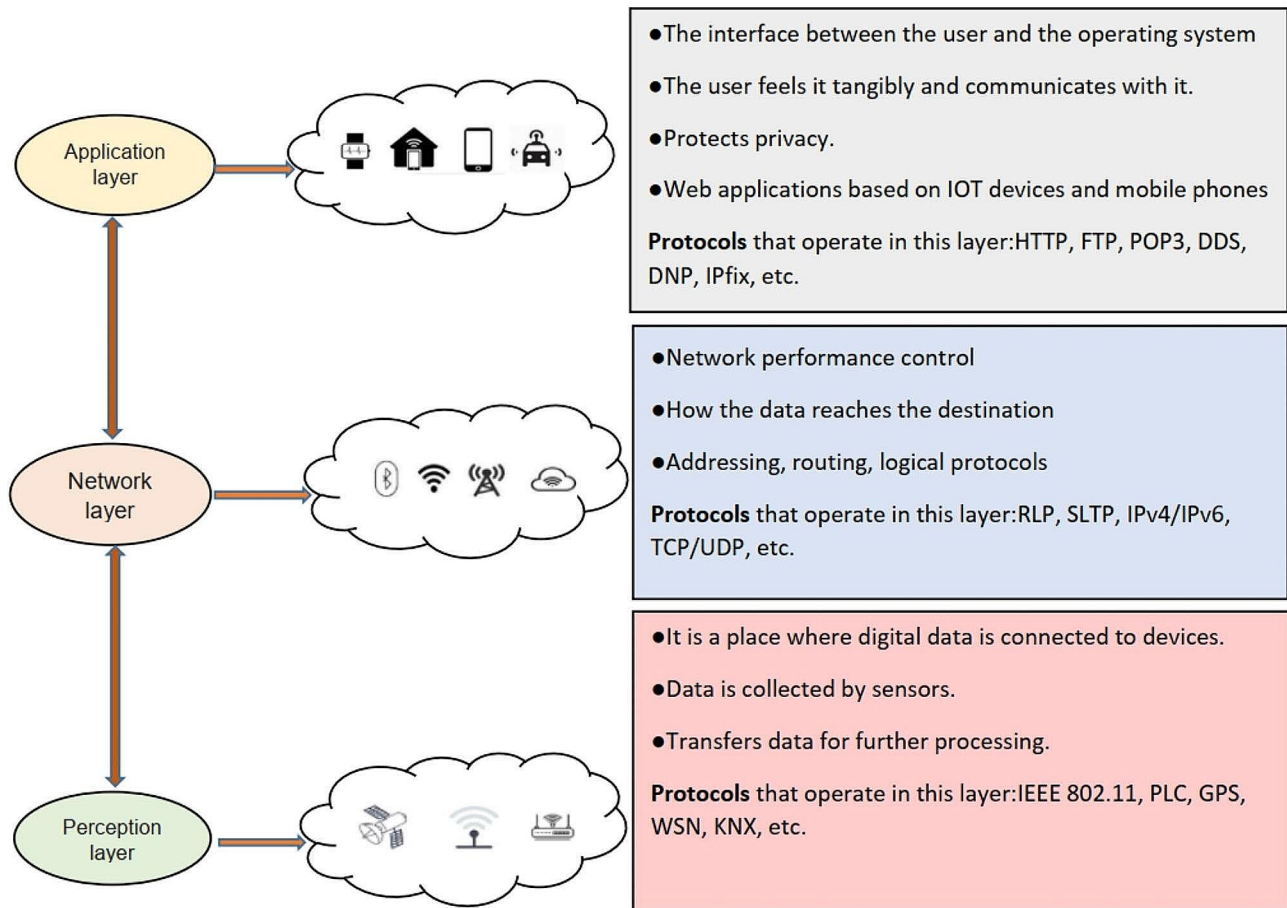 Application
layer
●The interface between the user and the operating system
●The user feels it tangibly and communicates with it.
●Protects privacy.
●Web applications based on IOT devices and mobile phones
Protocols that operate in this layer:HTTP, FTP, POP3, DDS,
DNP, IPfix, etc.
Network
layer
●Network performance control
●How the data reaches the destination
●Addressing, routing, logical protocols
Protocols that operate in this layer:RLP, SLTP, IPv4/IPv6,
TCP/UDP, etc.
Perception
layer
●It is a place where digital data is connected to devices.
●Data is collected by sensors.
●Transfers data for further processing.
Protocols that operate in this layer:IEEE 802.11, PLC, GPS,
WSN, KNX, etc.